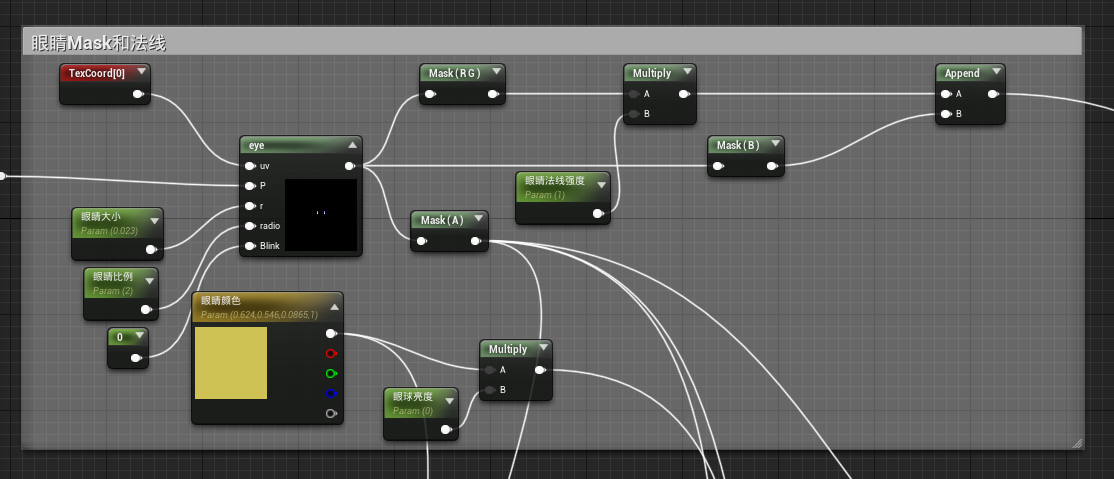 眼睛Mask和法线
TexCoord[0]
Mask(RG)
Multiply
A
B
Append
A
B
eye
uv
P
r
radio
Blink
Mask(B)
眼睛法线强度
Param (1)
眼睛大小
Param (0.023)
Mask(A)
眼睛比例
Param (2)
眼睛颜色
Param (0.624,0.546,0.0865,1)
0
Multiply
A
B
眼球亮度
Param (0)